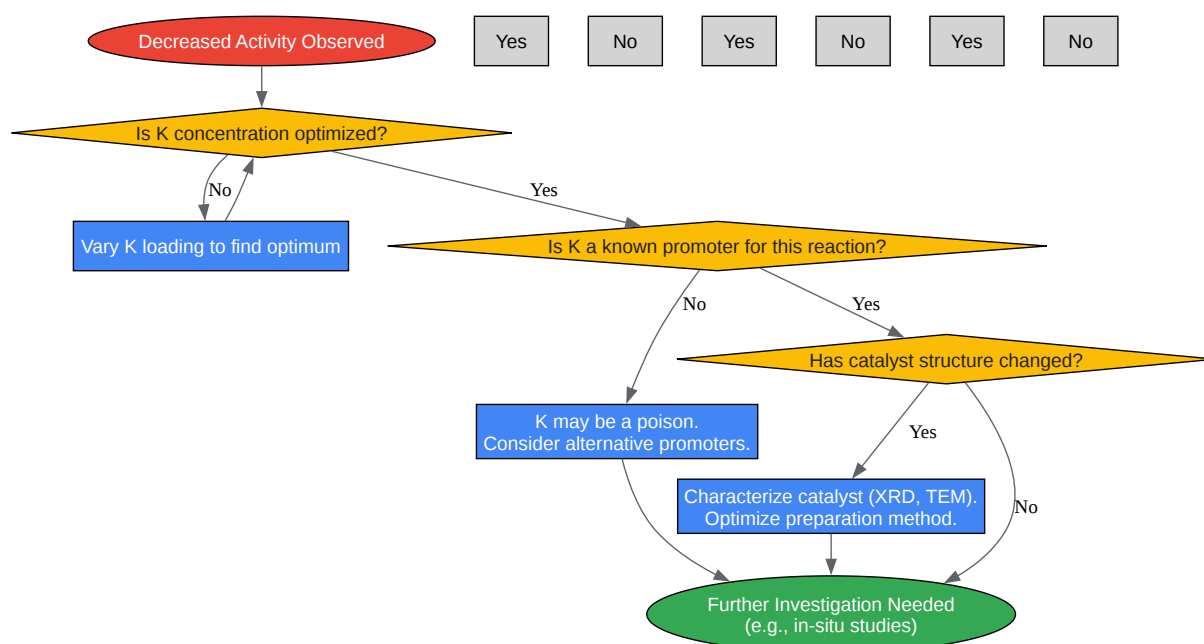 Decreased Activity Observed
Yes
No
Yes
No
Yes
No
Is K concentration optimized?
No
Yes
Vary K loading to find optimum
Is K a known promoter for this reaction?
No
Yes
Has catalyst structure changed?
K may be a poison.
Consider alternative promoters.
Yes
Characterize catalyst (XRD, TEM).
Optimize preparation method.
No
Further Investigation Needed
(e.g., in-situ studies)